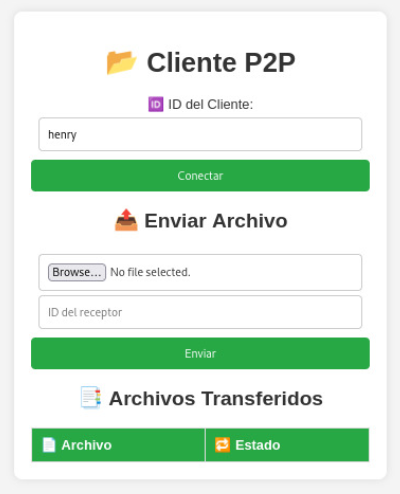 📂 Cliente P2P
🆔 ID del Cliente:
henry
Conectar
📤 Enviar Archivo
Browse... No file selected.
ID del receptor
Enviar
📑 Archivos Transferidos
📄 Archivo 🔁 Estado